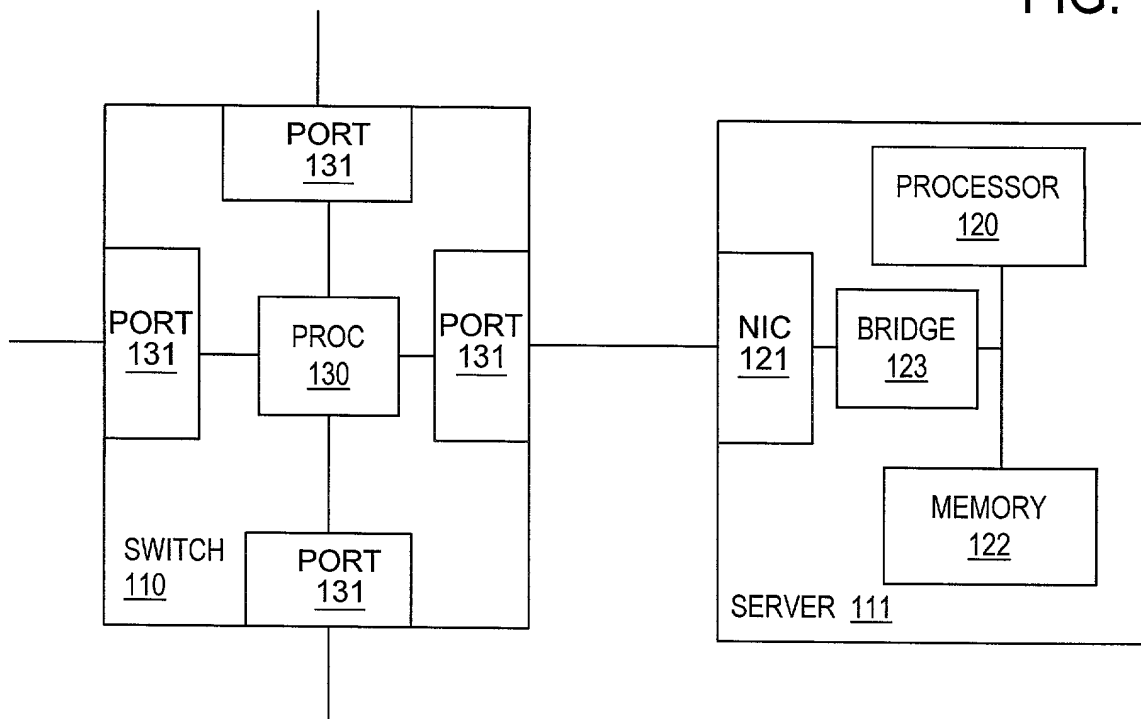 FIG.
PORT
131
PROCESSOR
120
PORT
131
PROC
130
PORT
131
NIC
121
BRIDGE
123
MEMORY
122
SWITCH
110
PORT
131
SERVER 111